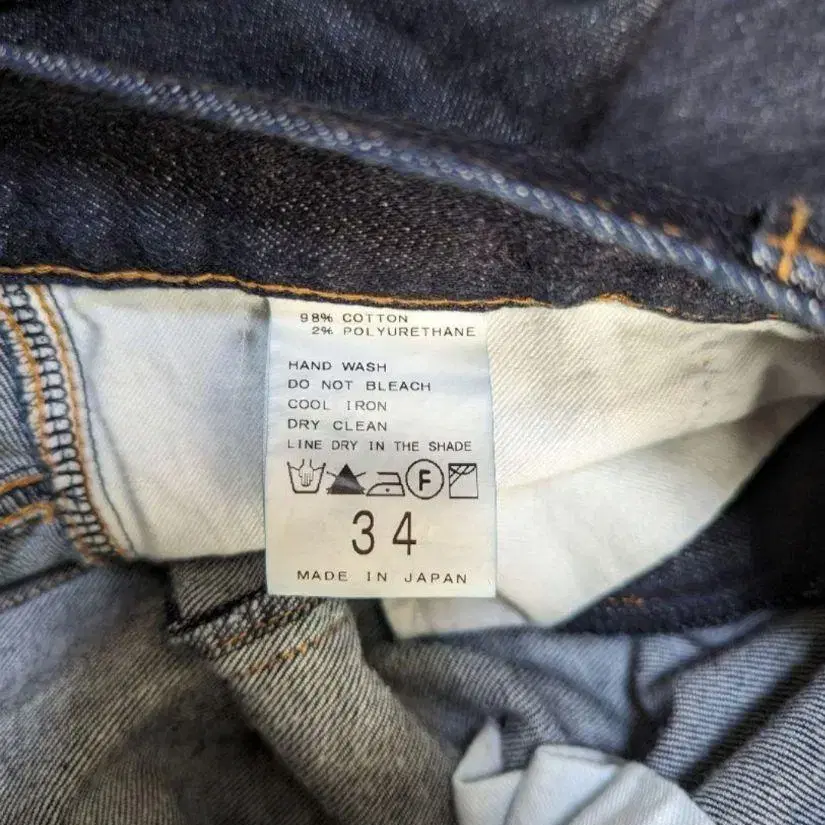 98% COTTON
2% POLYURETHANE
HAND WASH
DO NOT BLEACH
COOL IRON
DRY CLEAN
LINE DRY IN THE SHADE
F
34
MADE IN JAPAN